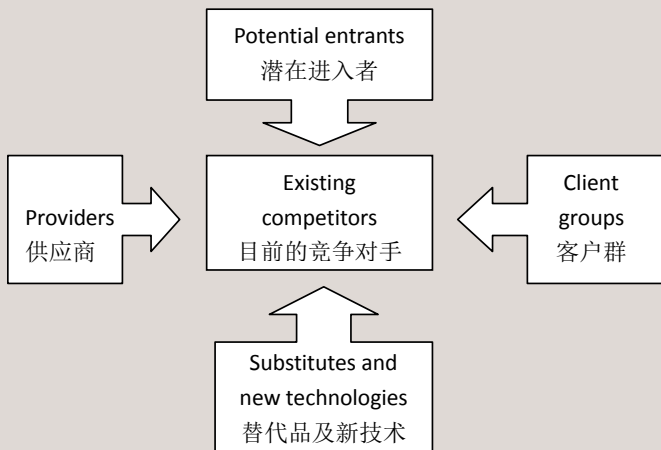 Potential entrants
潜在进入者
Providers
供应商
Existing
competitors
目前的竞争对手
Client
groups
客户群
Substitutes and
new technologies
替代品及新技术